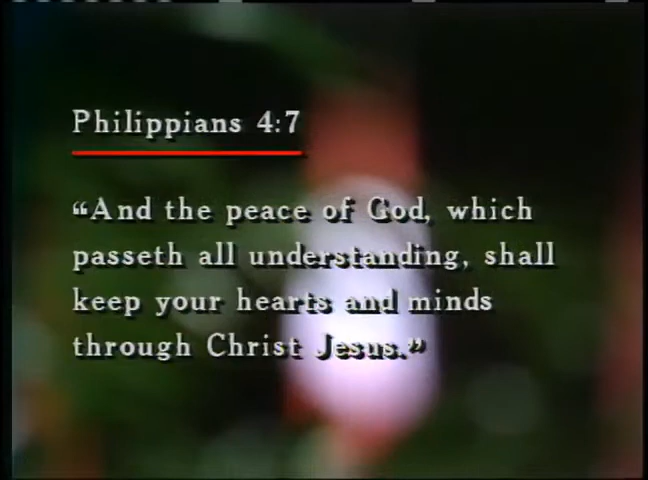 Philippians 4:7
“And the peace of God, which
passeth all understanding, shall
keep your hearts and minds
through Christ Jesus.”